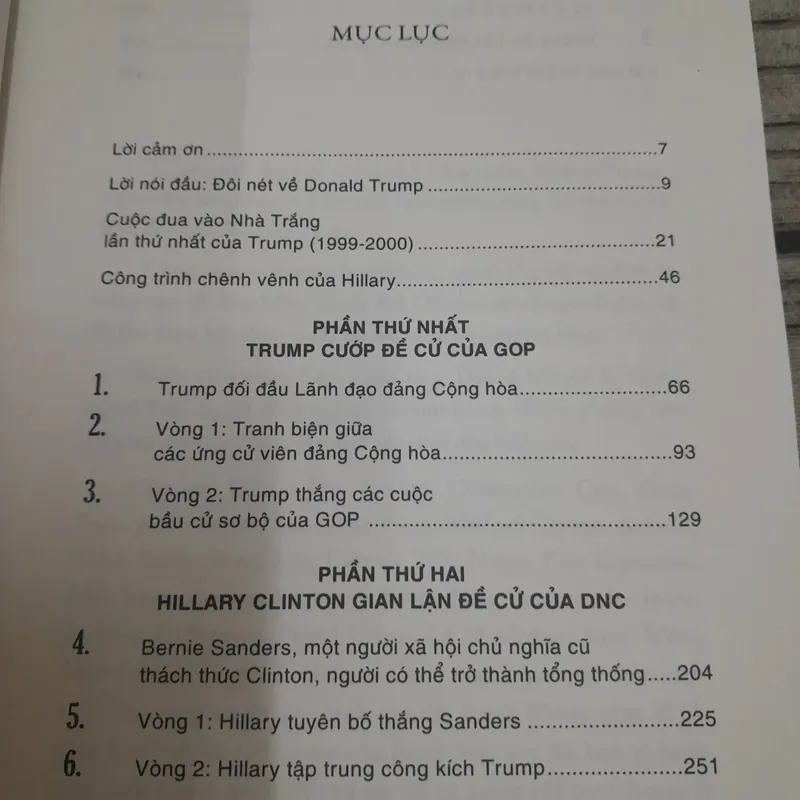 MỤC LỤC
Lời cảm ơn.....................................................................7
Lời nói đầu: Đôi nét về Donald Trump .......................................9
Cuộc đua vào Nhà Trắng
lần thứ nhất của Trump (1999-2000).......................................21
Công trình chênh vênh của Hillary...........................................46
PHẦN THỨ NHẤT
TRUMP CƯỚP ĐỀ CỬ CỦA GOP
1. Trump đối đầu Lãnh đạo đảng Cộng hòa.........................66
2. Vòng 1: Tranh biện giữa
các ứng cử viên đảng Cộng hòa.....................................93
3. Vòng 2: Trump thắng các cuộc
bầu cử sơ bộ của GOP ................................................129
PHẦN THỨ HAI
HILLARY CLINTON GIAN LẬN ĐỀ CỬ CỦA DNC
4. Bernie Sanders, một người xã hội chủ nghĩa cũ
thách thức Clinton, người có thể trở thành tổng thống.....204
5. Vòng 1: Hillary tuyên bố thắng Sanders ........................225
6. Vòng 2: Hillary tập trung công kích Trump......................251